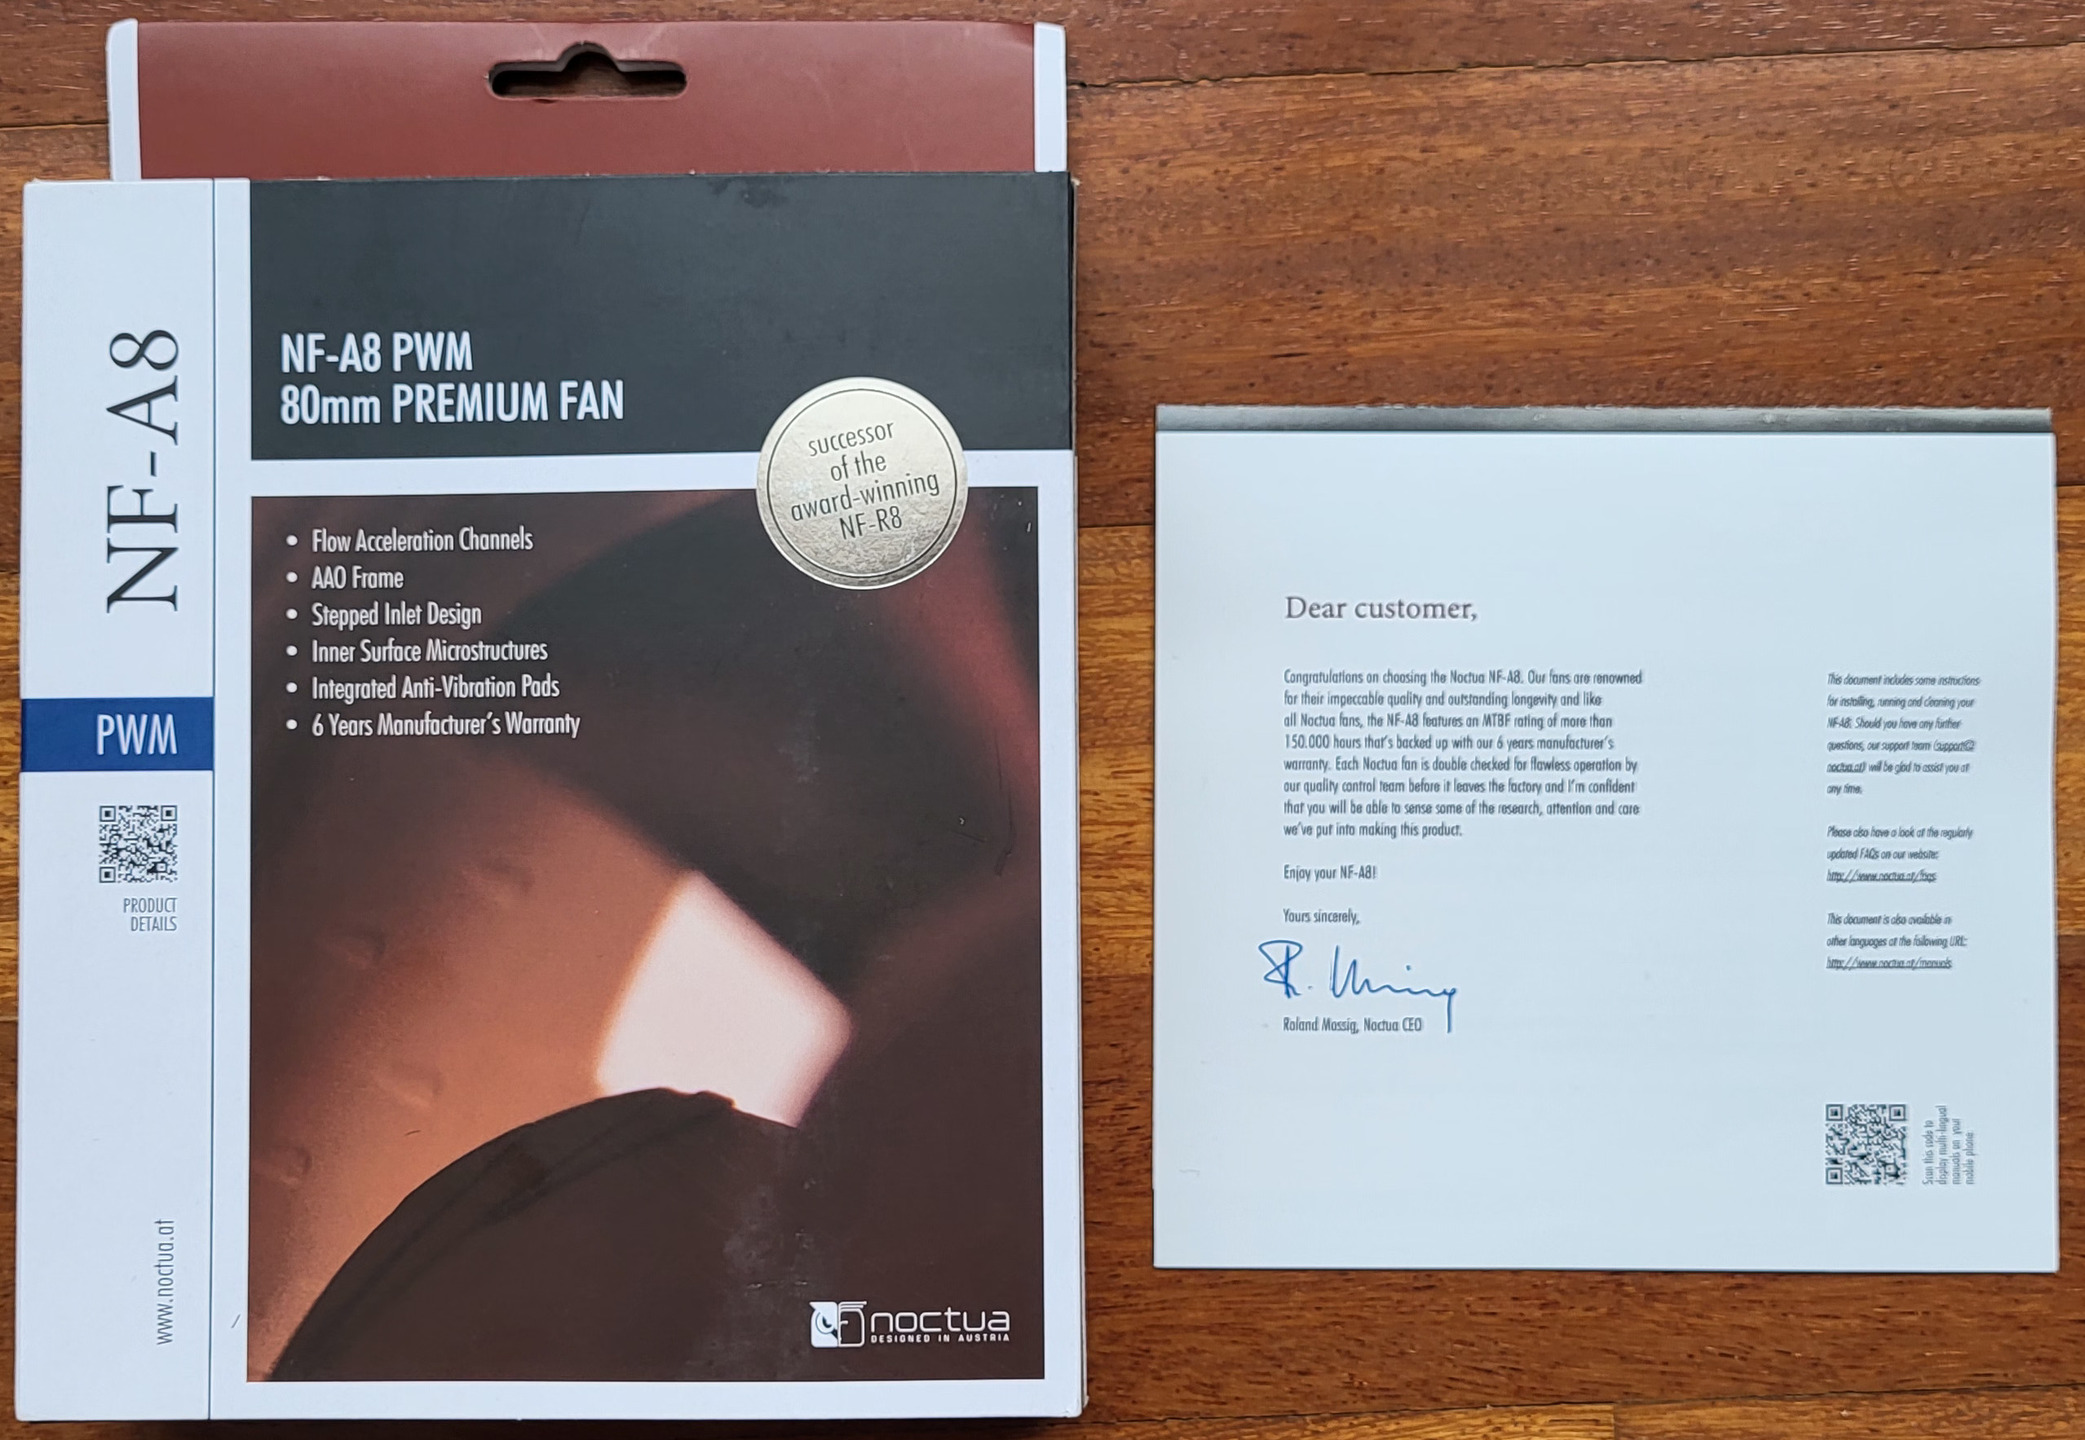 NF-A8
PWM
PRODUCT
DETAILS
www.noctua.at
NF-A8 PWM
80mm PREMIUM FAN
successor
of the
award-winning
NF-R8
• Flow Acceleration Channels
• AAO Frame
• Stepped Inlet Design
• Inner Surface Microstructures
• Integrated Anti-Vibration Pads
• 6 Years Manufacturer's Warranty
noctua
DESIGNED IN AUSTRIA
Dear customer,
Congratulations on choosing the Noctua NF-A8. Our fans are renowned
for their impeccable quality and outstanding longevity and like
all Noctua fans, the NF-A8 features an MTBF rating of more than
150.000 hours that's backed up with our 6 years manufacturer's
warranty. Each Noctua fan is double checked for flawless operation by
our quality control team before it leaves the factory and I'm confident
that you will be able to sense some of the research, attention and care
we've put into making this product.
Enjoy your NF-A8!
Yours sincerely,
R. Mossig
Roland Mossig, Noctua CEO
This document includes some instructions
for installing, running and cleaning your
NF-A8. Should you have any further
questions, our support team (support@
noctua.at) will be glad to assist you at
any time.
Please also have a look at the regularly
updated FAQs on our website:
http://www.noctua.at/faqs
This document is also available in
other languages at the following URL:
http://www.noctua.at/manuals
Scan this code to
display multi-lingual
manuals on your
mobile phone.